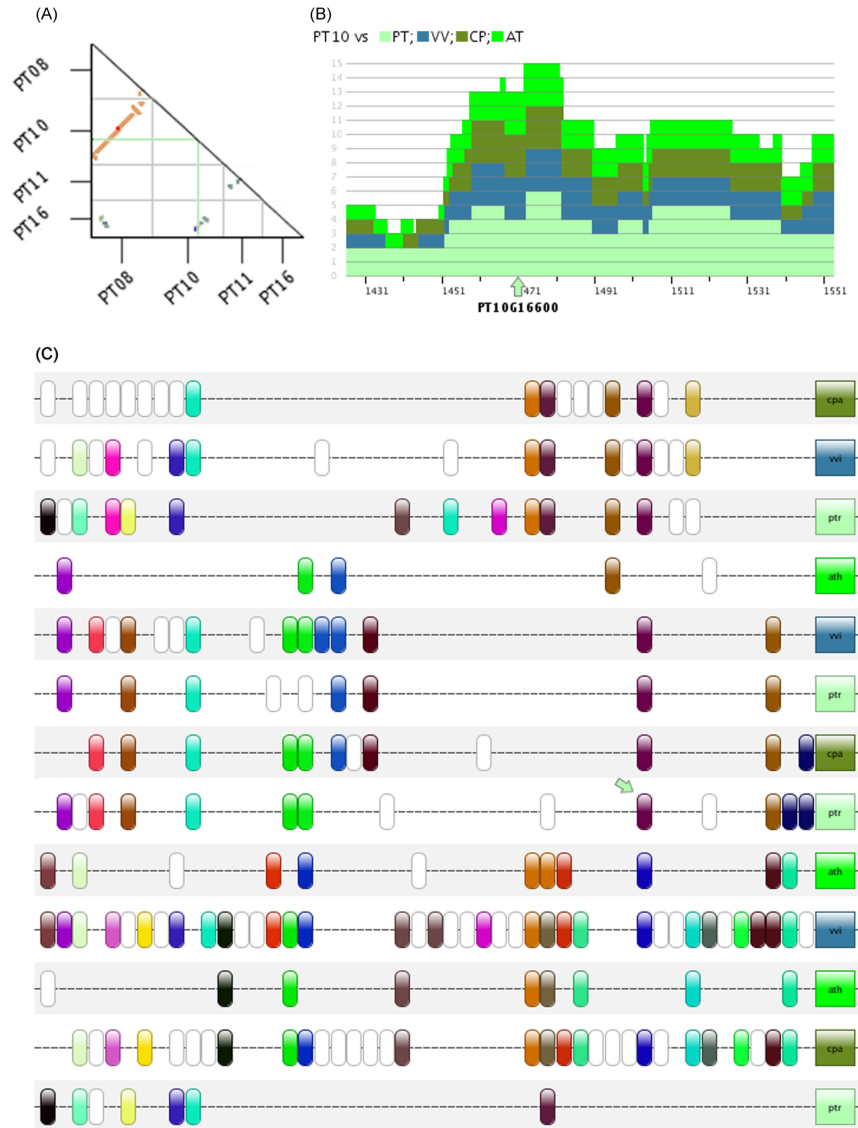 (A)
PT08
PT10
PT11
PT16
PT08
PT10
PT11
PT16
(B)
PT10 vs PT; VV; CP; AT
15
14
13
12
11
10
9
8
7
6
5
4
3
2
1
0
1431 1451 471 1491 1511 1531 1551
PT10G16600
(C)
cpa
vvi
ptr
ath
vvi
ptr
cpa
ptr
ath
vvi
ath
cpa
ptr